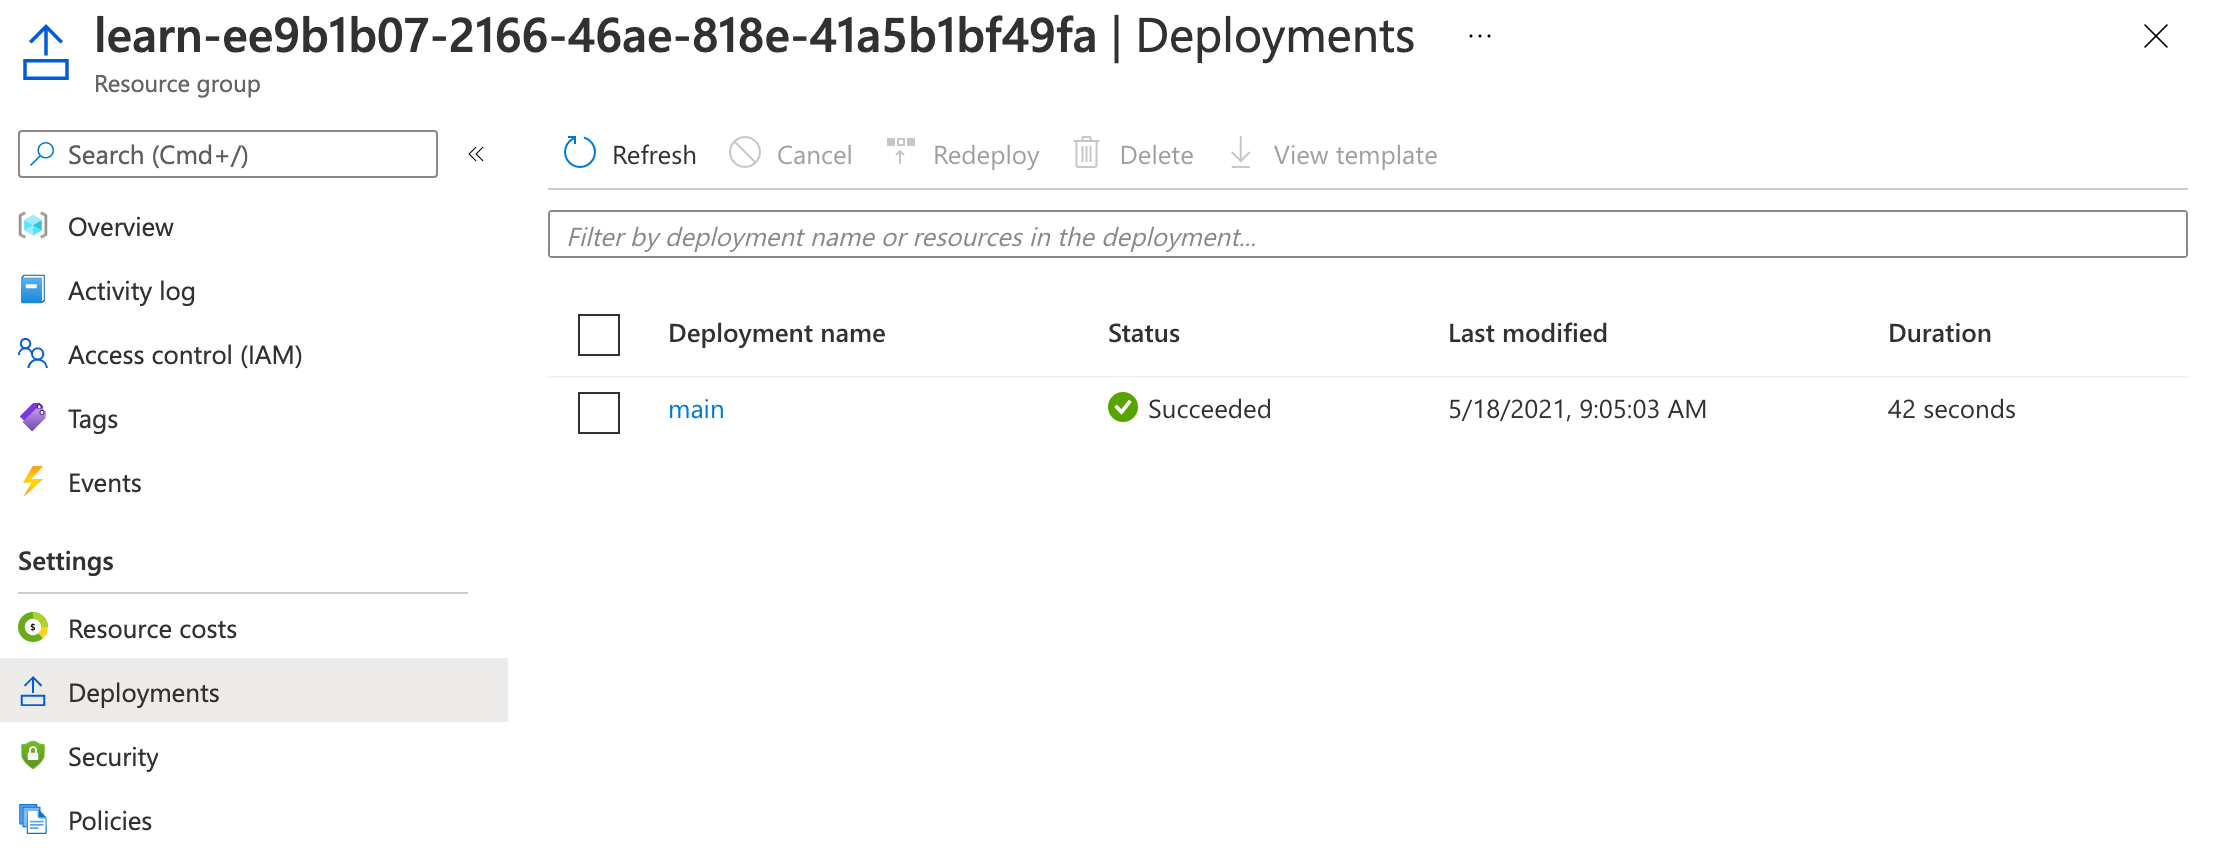 learn-ee9b1b07-2166-46ae-818e-41a5b1bf49fa | Deployments ...
Resource group
Search (Cmd+/)
«
Refresh Cancel Redeploy Delete View template
Filter by deployment name or resources in the deployment...
Overview
Activity log
Access control (IAM)
Tags
Events
Settings
Resource costs
Deployments
Security
Policies
Deployment name Status Last modified Duration
main Succeeded 5/18/2021, 9:05:03 AM 42 seconds